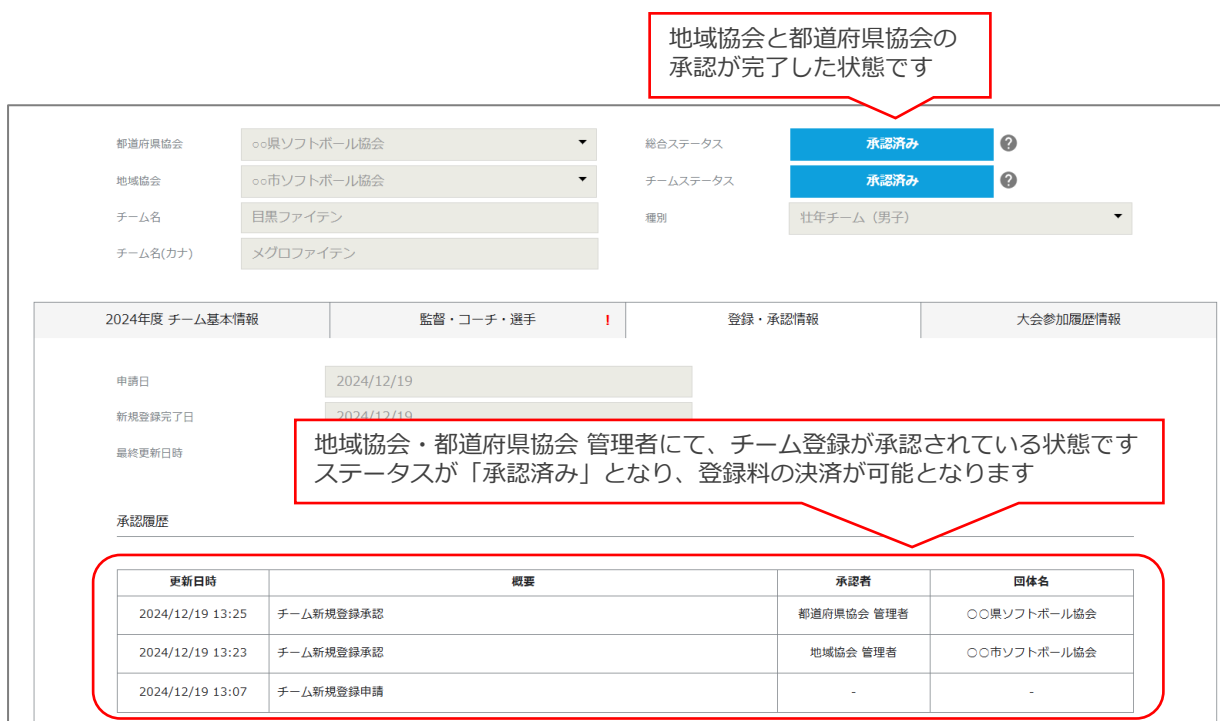 地域協会と都道府県協会の
承認が完了した状態です
都道府県協会 ○○県ソフトボール協会 総合ステータス 承認済み ?
地域協会 ○○市ソフトボール協会 チームステータス 承認済み ?
チーム名 目黒ファイテン 種別 壮年チーム（男子）
チーム名(カナ) メグロファイテン
2024年度 チーム基本情報 監督・コーチ・選手 ! 登録・承認情報 大会参加履歴情報
申請日 2024/12/19
新規登録完了日 2024/12/19
地域協会・都道府県協会 管理者にて、チーム登録が承認されている状態です
最終更新日時
ステータスが「承認済み」となり、登録料の決済が可能となります
承認履歴
更新日時 概要 承認者 団体名
2024/12/19 13:25 チーム新規登録承認 都道府県協会 管理者 ○○県ソフトボール協会
2024/12/19 13:23 チーム新規登録承認 地域協会 管理者 ○○市ソフトボール協会
2024/12/19 13:07 チーム新規登録申請 - -